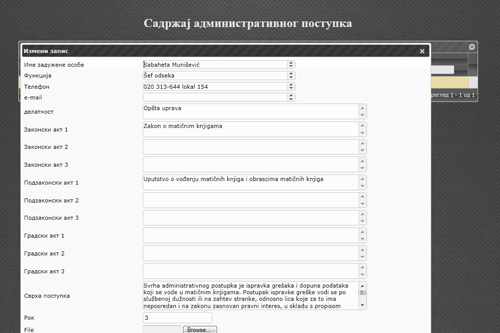 Садржај административног поступка
Измени запис
Име задужене особе Sabaheta Munišević
Функција Šef odseka
Телефон 020 313-644 lokal 154
e-mail
делатност Opšta uprava
Законски акт 1 Zakon o matičnim knjigama
Законски акт 2
Законски акт 3
Подзаконски акт 1 Uputstvo o vođenju matičnih knjiga i obrascima matičnih knjiga
Подзаконски акт 2
Подзаконски акт 3
Градски акт 1
Градски акт 2
Градски акт 3
Сврха поступка Svrha administrativnog postupka je ispravka grešaka i dopuna podataka
koji se vode u matičnim knjigama. Postupak ispravke greške vodi se po
službenoj dužnosti ili na zahtev stranke, odnosno lica koje za to ima
neposredan i na zakonu zasnovan pravni interes, u skladu s propisom
Рок 3
File Browse...
реглед 1 - 1 од 1